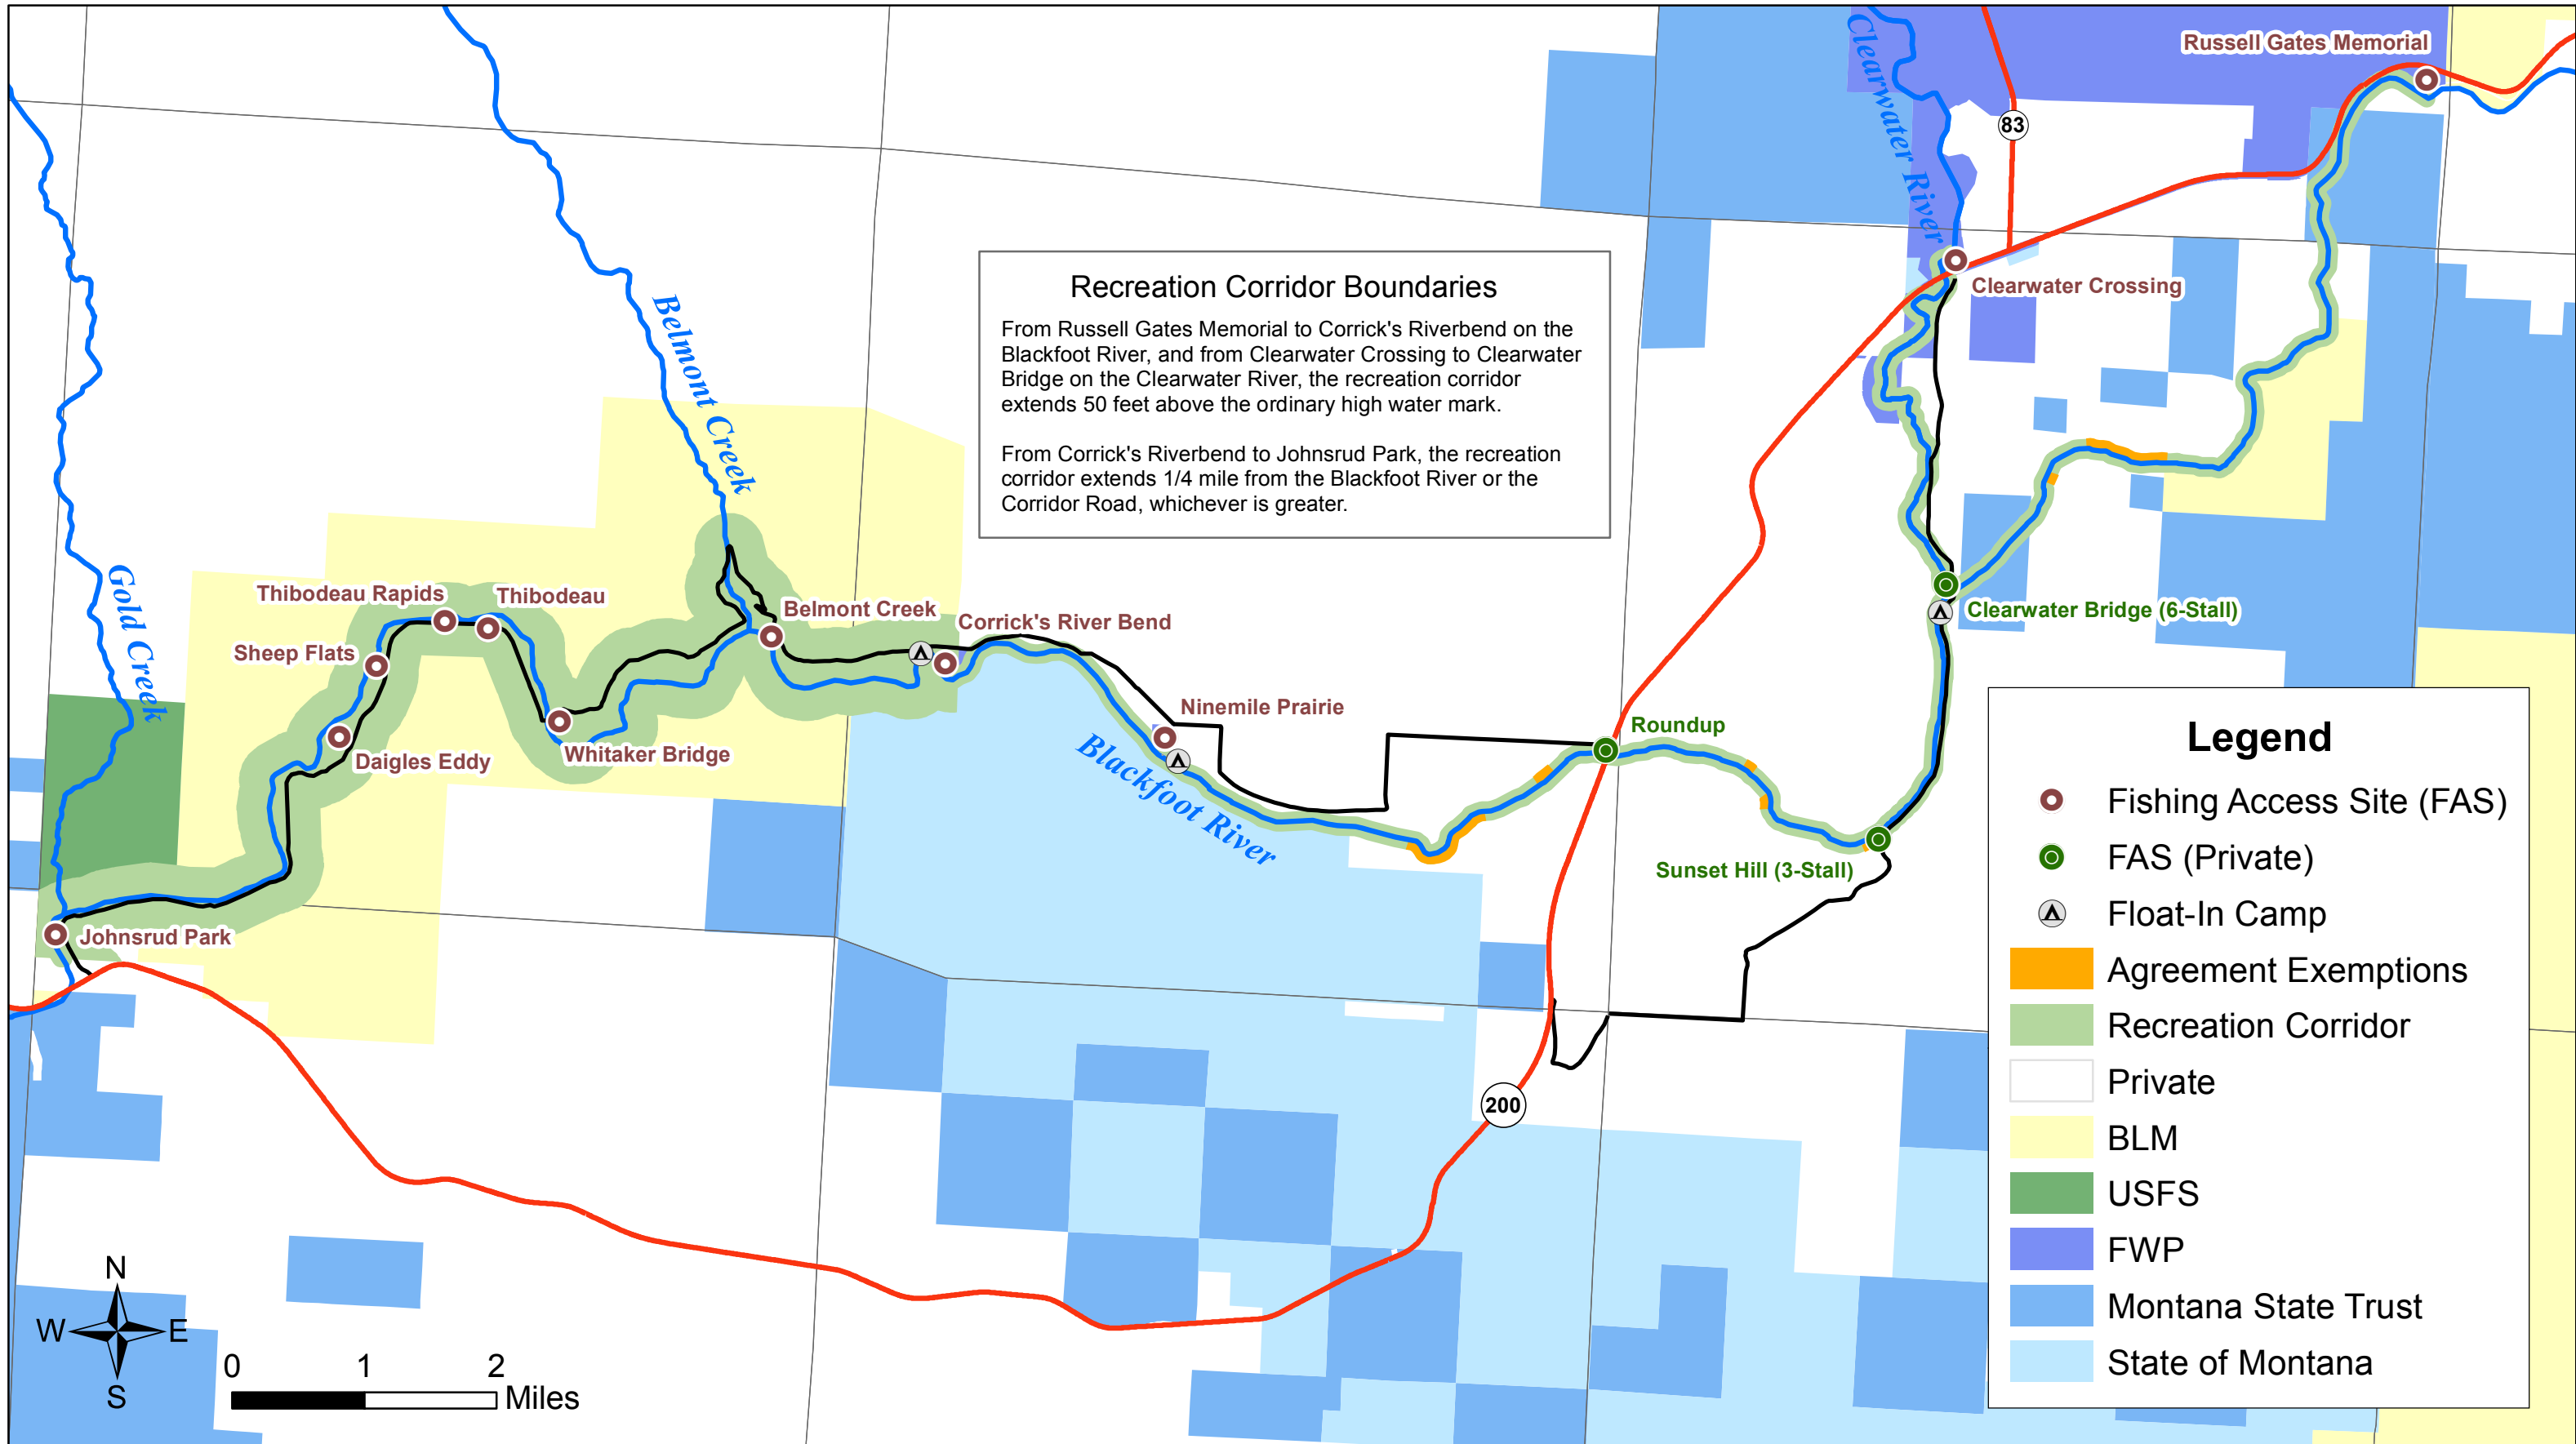 Russell Gates Memorial
Clearwater River
83
Clearwater Crossing
Recreation Corridor Boundaries
From Russell Gates Memorial to Corrick's Riverbend on the
Blackfoot River, and from Clearwater Crossing to Clearwater
Bridge on the Clearwater River, the recreation corridor
extends 50 feet above the ordinary high water mark.
From Corrick's Riverbend to Johnsrud Park, the recreation
corridor extends 1/4 mile from the Blackfoot River or the
Corridor Road, whichever is greater.
Belmont Creek
Gold Creek
Thibodeau Rapids
Thibodeau
Belmont Creek
Corrick's River Bend
Clearwater Bridge (6-Stall)
Sheep Flats
Ninemile Prairie
Roundup
Daigles Eddy
Whitaker Bridge
Blackfoot River
Sunset Hill (3-Stall)
Johnsrud Park
200
Legend
Fishing Access Site (FAS)
FAS (Private)
Float-In Camp
Agreement Exemptions
Recreation Corridor
Private
BLM
USFS
FWP
Montana State Trust
State of Montana
N
W E
S
0 1 2
Miles